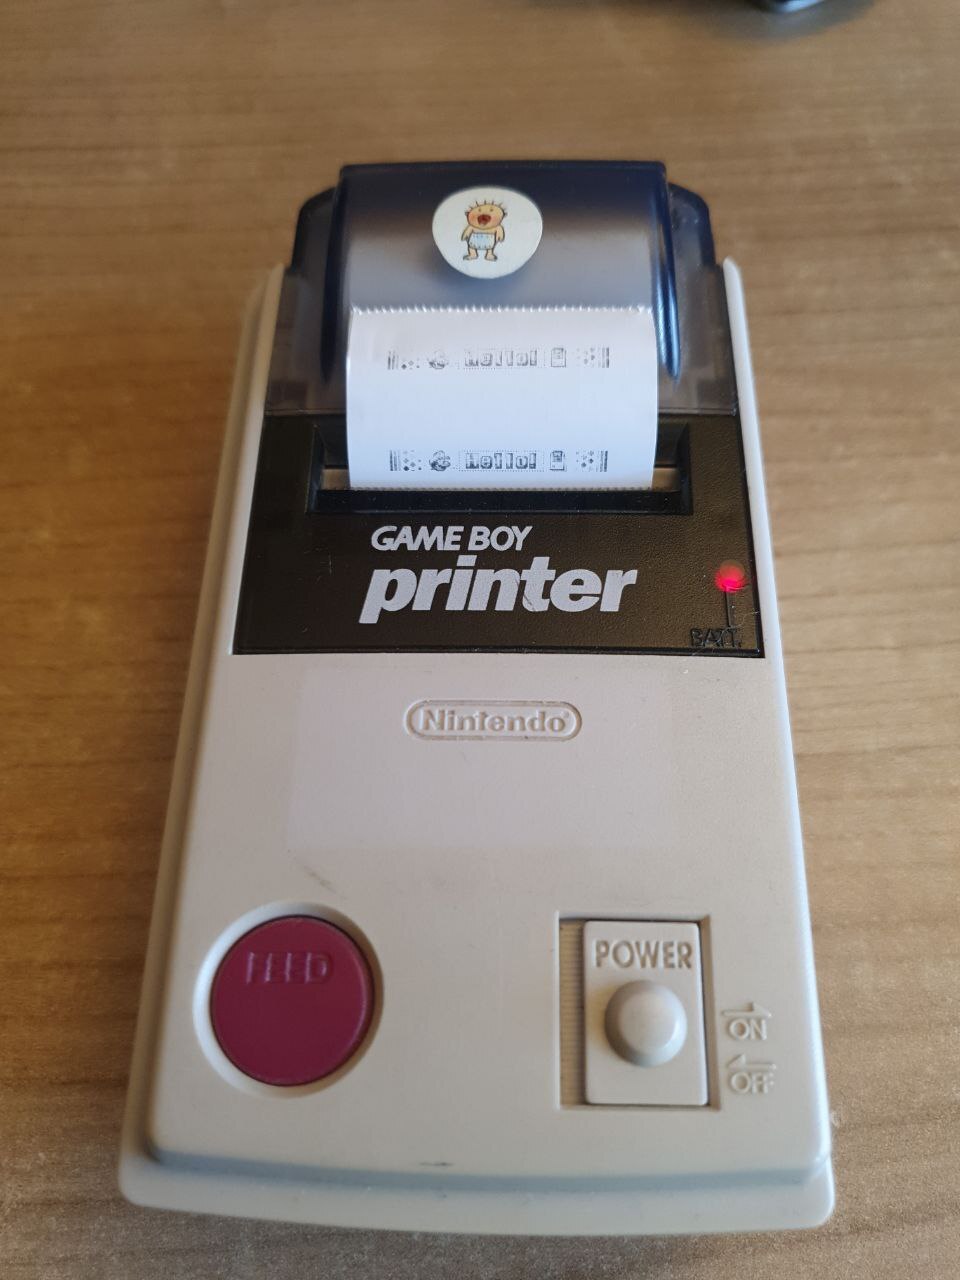 Hello!
Hello!
GAME BOY
printer
BATT.
Nintendo®
FEED
POWER
ON
OFF